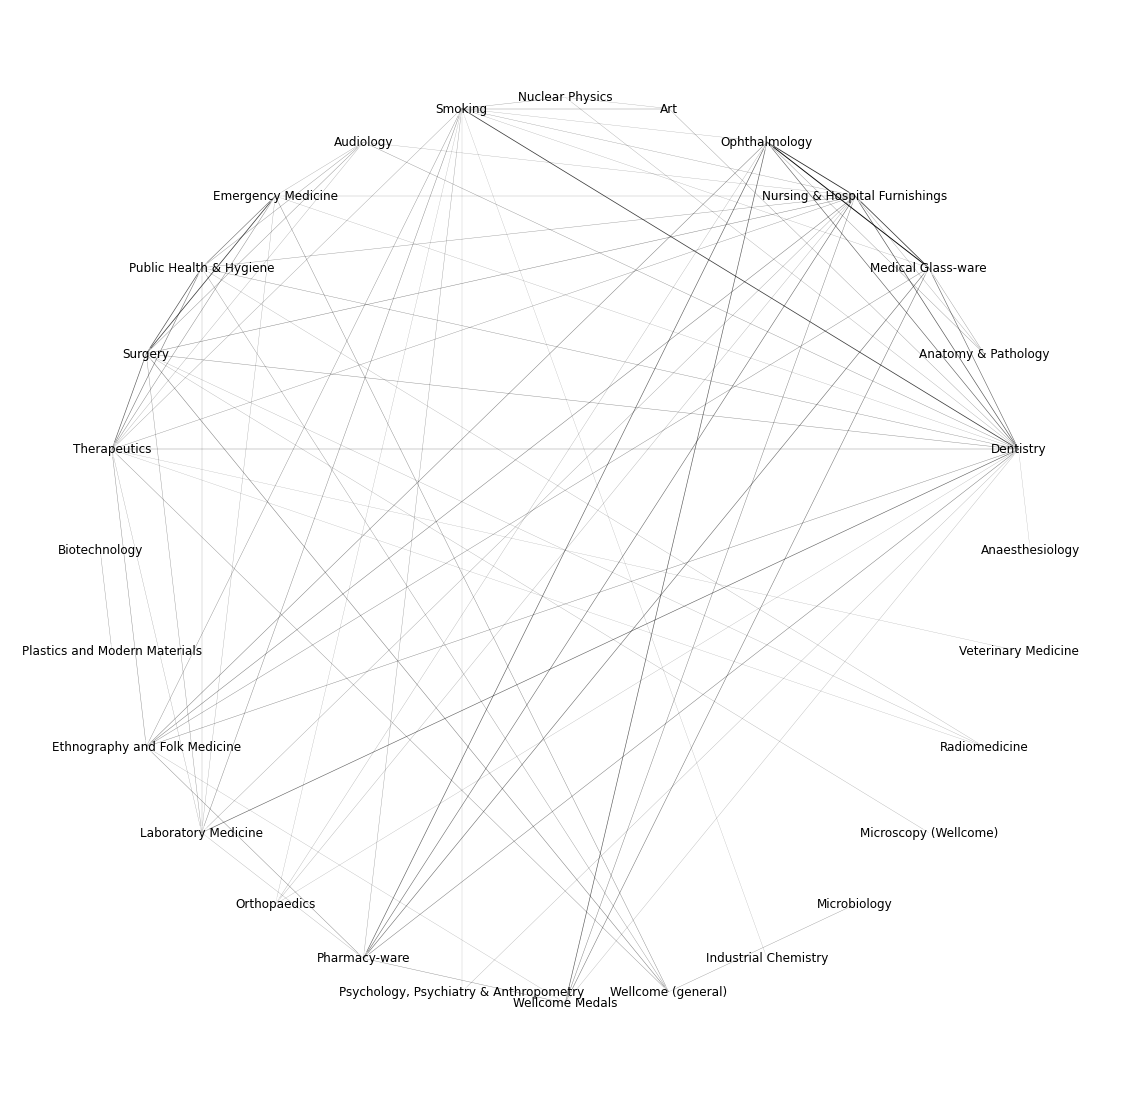 Nuclear Physics
Smoking
Art
Audiology
Ophthalmology
Emergency Medicine
Nursing & Hospital Furnishings
Public Health & Hygiene
Medical Glass-ware
Surgery
Anatomy & Pathology
Therapeutics
Dentistry
Biotechnology
Anaesthesiology
Plastics and Modern Materials
Veterinary Medicine
Ethnography and Folk Medicine
Radiomedicine
Laboratory Medicine
Microscopy (Wellcome)
Orthopaedics
Microbiology
Pharmacy-ware
Industrial Chemistry
Psychology, Psychiatry & Anthropometry
Wellcome (general)
Wellcome Medals